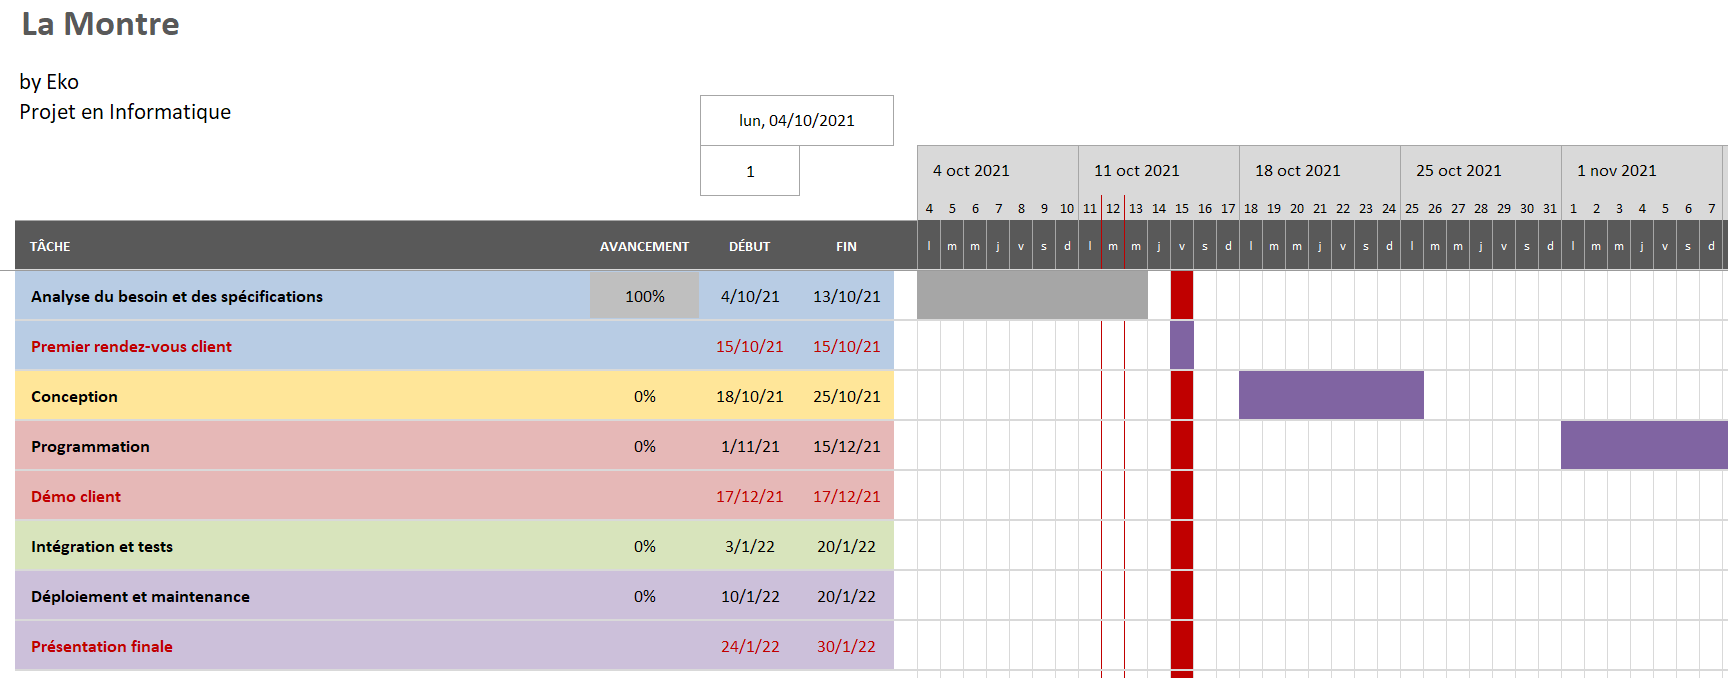 La Montre
by Eko
Projet en Informatique
lun, 04/10/2021
1
4 oct 2021 11 oct 2021 18 oct 2021 25 oct 2021 1 nov 2021
4 5 6 7 8 9 10 11 12 13 14 15 16 17 18 19 20 21 22 23 24 25 26 27 28 29 30 31 1 2 3 4 5 6 7
TÂCHE AVANCEMENT DÉBUT FIN l m m j v s d l m m j v s d l m m j v s d l m m j v s d l m m j v s d
Analyse du besoin et des spécifications 100% 4/10/21 13/10/21
Premier rendez-vous client 15/10/21 15/10/21
Conception 0% 18/10/21 25/10/21
Programmation 0% 1/11/21 15/12/21
Démo client 17/12/21 17/12/21
Intégration et tests 0% 3/1/22 20/1/22
Déploiement et maintenance 0% 10/1/22 20/1/22
Présentation finale 24/1/22 30/1/22